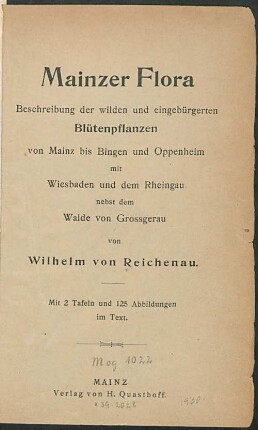 Mainzer Flora
Beschreibung der wilden und eingebürgerten
Blütenpflanzen
von Mainz bis Bingen und Oppenheim
mit
Wiesbaden und dem Rheingau
nebst dem
Walde von Grossgerau
von
Wilhelm von Reichenau.
Mit 2 Tafeln und 125 Abbildungen
im Text.
Mog 1022
MAINZ
Verlag von H. Quasthoff.